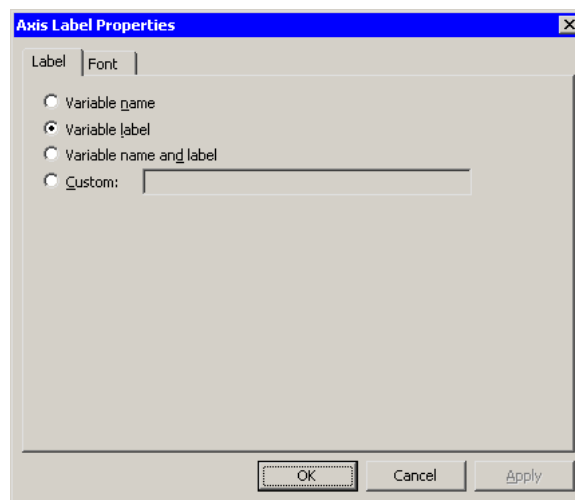 Axis Label Properties
Label Font
Variable name
Variable label
Variable name and label
Custom:
OK Cancel Apply